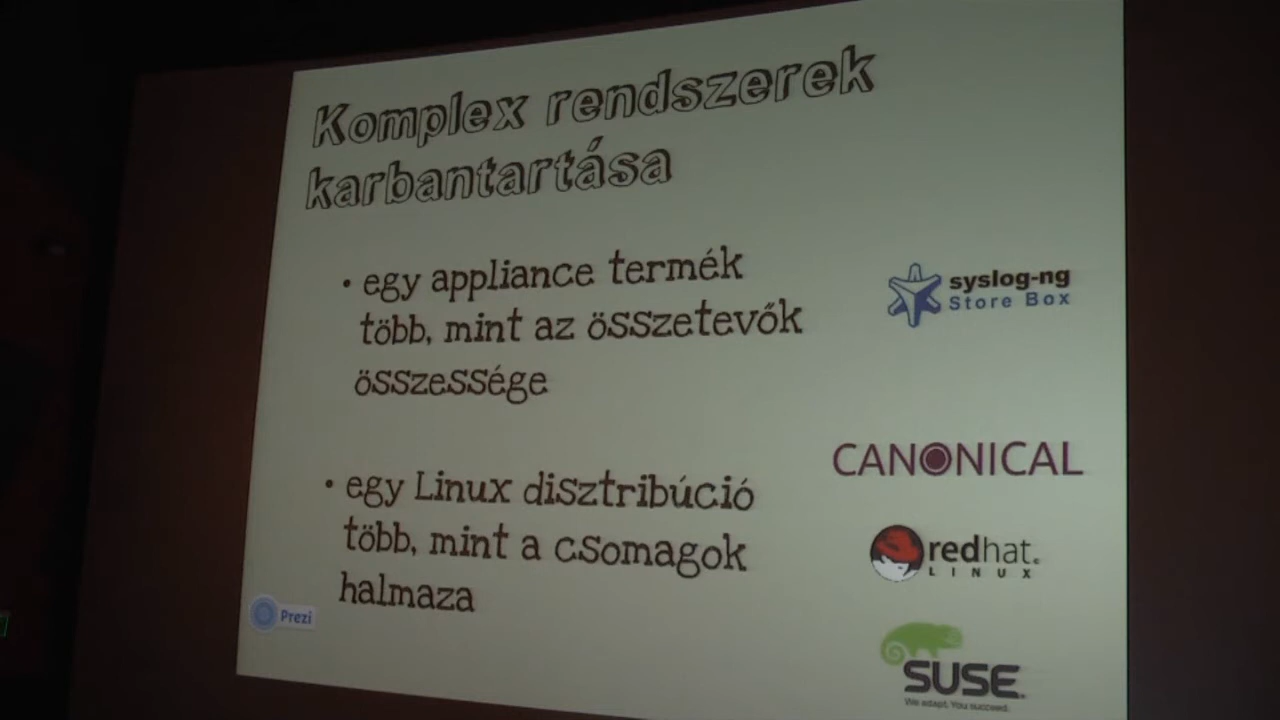 Komplex rendszerek
karbantartása
• egy appliance termék
több, mint az összetevők
összessége
syslog-ng
Store Box
• egy Linux disztribúció
több, mint a csomagok
halmaza
CANONICAL
redhat.
LINUX
SUSE.
We adapt. You succeed.
Prezi